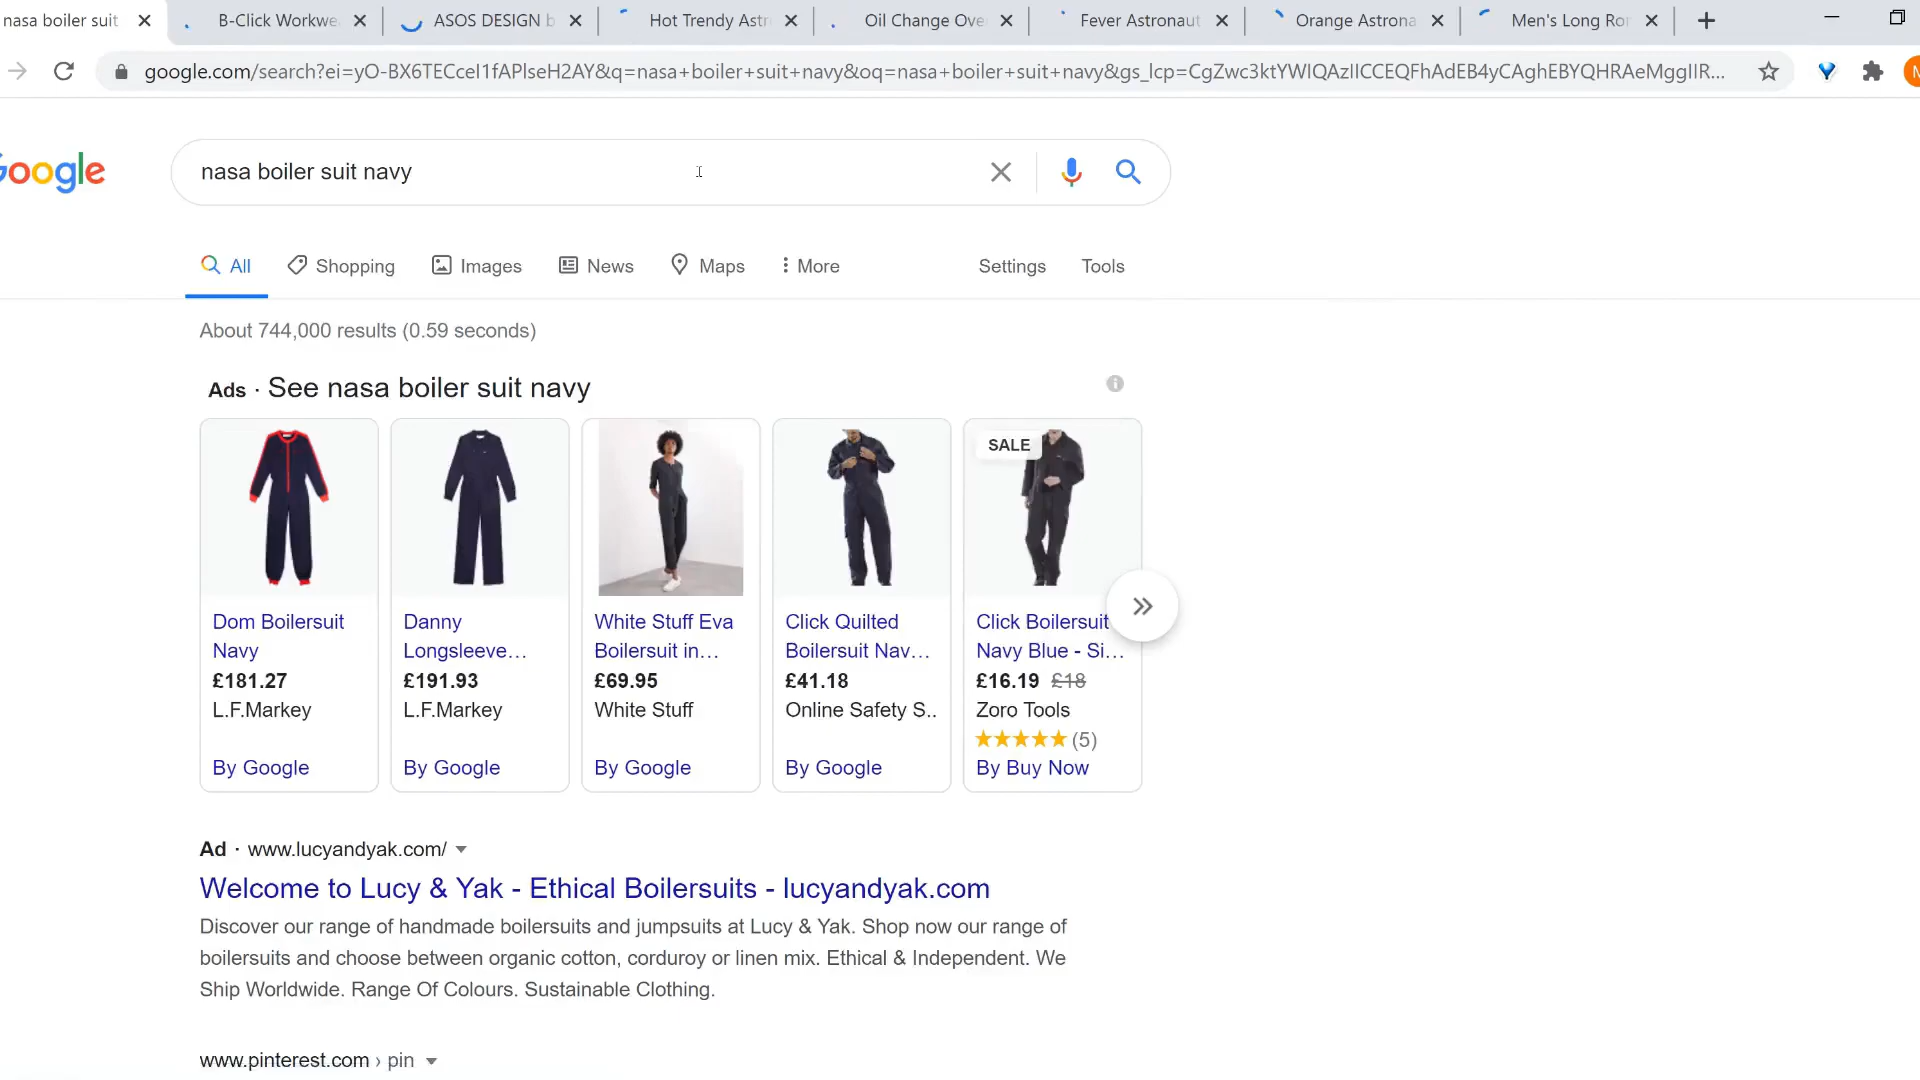 nasa boiler suit
B-Click Workwe
ASOS DESIGN b
Hot Trendy Astr
Oil Change Ove
Fever Astronaut
Orange Astrona
Men's Long Ror
google.com/search?ei=yO-BX6TECceI1fAPlseH2AY&q=nasa+boiler+suit+navy&oq=nasa+boiler+suit+navy&gs_lcp=CgZwc3ktYWIQAzIICCEQFhAdEB4yCAghEBYQHRAeMggIIR...
Google
nasa boiler suit navy
All
Shopping
Images
News
Maps
More
Settings
Tools
About 744,000 results (0.59 seconds)
Ads · See nasa boiler suit navy
Dom Boilersuit
Navy
£181.27
L.F.Markey
By Google
Danny
Longsleeve...
£191.93
L.F.Markey
By Google
White Stuff Eva
Boilersuit in...
£69.95
White Stuff
By Google
Click Quilted
Boilersuit Nav...
£41.18
Online Safety S..
By Google
SALE
Click Boilersuit
Navy Blue - Si...
£16.19 £18
Zoro Tools
(5)
By Buy Now
Ad · www.lucyandyak.com/
Welcome to Lucy & Yak - Ethical Boilersuits - lucyandyak.com
Discover our range of handmade boilersuits and jumpsuits at Lucy & Yak. Shop now our range of
boilersuits and choose between organic cotton, corduroy or linen mix. Ethical & Independent. We
Ship Worldwide. Range Of Colours. Sustainable Clothing.
www.pinterest.com › pin